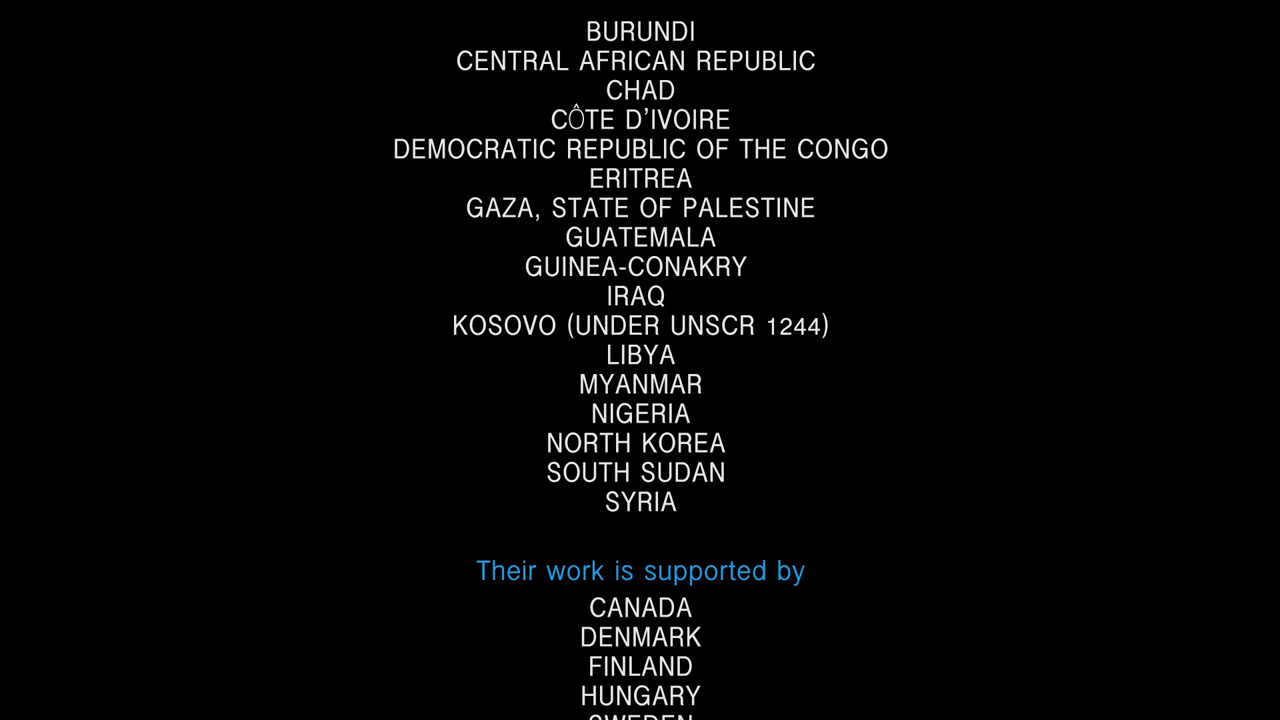 BURUNDI
CENTRAL AFRICAN REPUBLIC
CHAD
CÔTE D’IVOIRE
DEMOCRATIC REPUBLIC OF THE CONGO
ERITREA
GAZA, STATE OF PALESTINE
GUATEMALA
GUINEA-CONAKRY
IRAQ
KOSOVO (UNDER UNSCR 1244)
LIBYA
MYANMAR
NIGERIA
NORTH KOREA
SOUTH SUDAN
SYRIA
Their work is supported by
CANADA
DENMARK
FINLAND
HUNGARY
SWEDEN